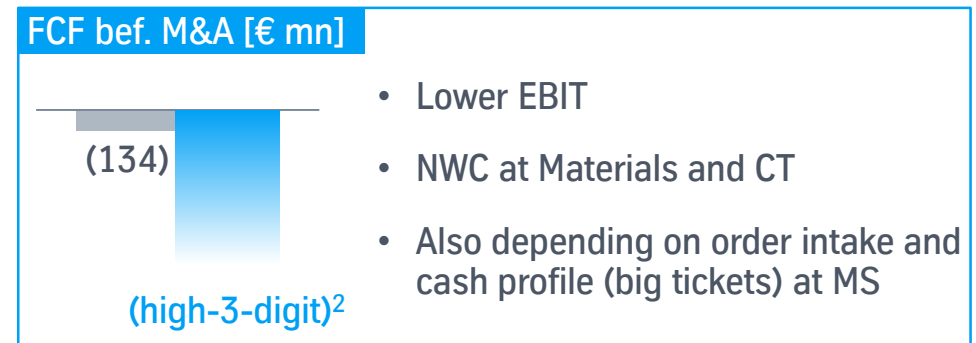 FCF bef. M&A [€ mn]
(134)
(high-3-digit)²
• Lower EBIT
• NWC at Materials and CT
• Also depending on order intake and
cash profile (big tickets) at MS